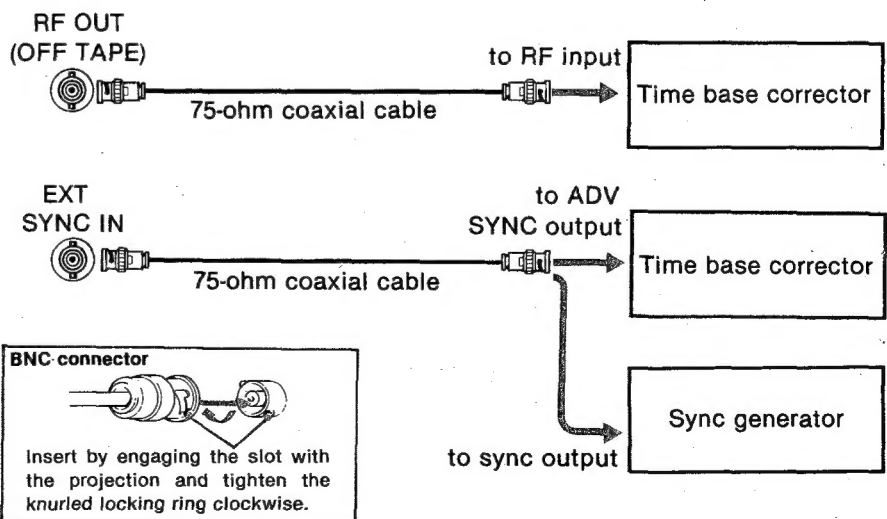 RF OUT
(OFF TAPE)
to RF input
Time base corrector
75-ohm coaxial cable
EXT
SYNC IN
to ADV
SYNC output
Time base corrector
75-ohm coaxial cable
BNC connector
Insert by engaging the slot with
the projection and tighten the
knurled locking ring clockwise.
Sync generator
to sync output